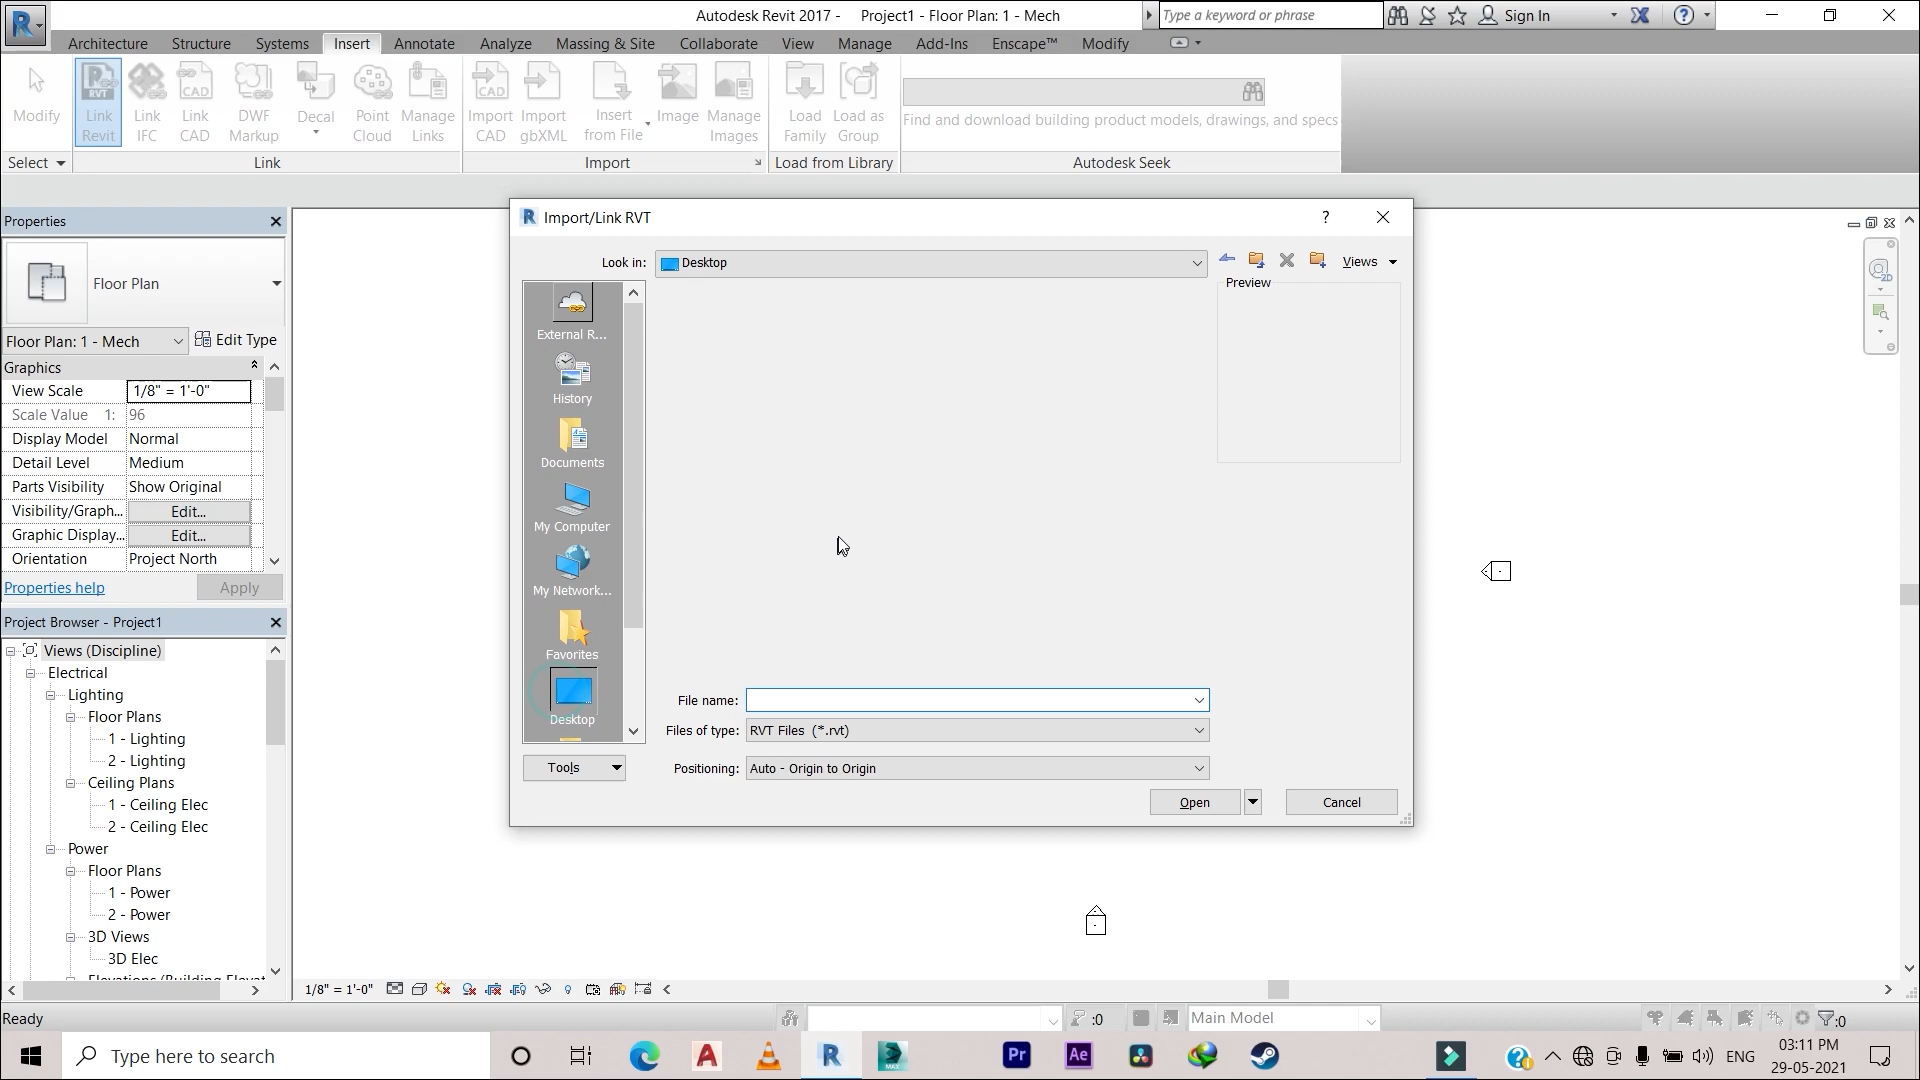 Autodesk Revit 2017 - Project1 - Floor Plan: 1 - Mech
Type a keyword or phrase
Sign In
Architecture Structure Systems Insert Annotate Analyze Massing & Site Collaborate View Manage Add-Ins Enscape™ Modify
Modify
Link Revit
Link IFC
Link CAD
DWF Markup
Decal
Point Cloud
Manage Links
Import CAD
Import gbXML
Insert from File
Image
Manage Images
Load Family
Load as Group
Find and download building product models, drawings, and specs
Select
Link
Import
Load from Library
Autodesk Seek
Properties
Floor Plan
Floor Plan: 1 - Mech
Edit Type
Graphics
View Scale 1/8" = 1'-0"
Scale Value 1: 96
Display Model Normal
Detail Level Medium
Parts Visibility Show Original
Visibility/Graph... Edit...
Graphic Display... Edit...
Orientation Project North
Properties help
Apply
Project Browser - Project1
Views (Discipline)
Electrical
Lighting
Floor Plans
1 - Lighting
2 - Lighting
Ceiling Plans
1 - Ceiling Elec
2 - Ceiling Elec
Power
Floor Plans
1 - Power
2 - Power
3D Views
3D Elec
Elevations (Building Elevat
Import/Link RVT
Look in: Desktop
Views
Preview
External R...
History
Documents
My Computer
My Network...
Favorites
Desktop
File name:
Files of type: RVT Files (*.rvt)
Tools
Positioning: Auto - Origin to Origin
Open
Cancel
1/8" = 1'-0"
Ready
:0
Main Model
:0
Type here to search
ENG
03:11 PM
29-05-2021